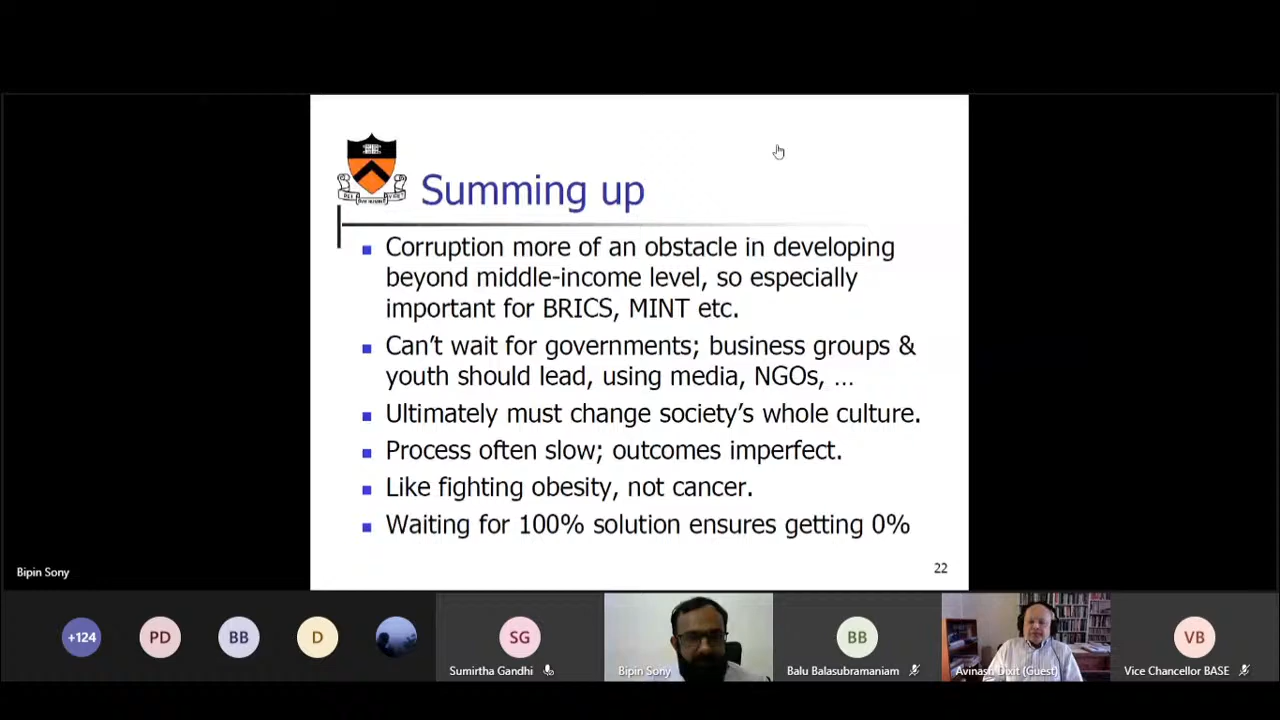 Summing up
Corruption more of an obstacle in developing
beyond middle-income level, so especially
important for BRICS, MINT etc.
Can't wait for governments; business groups &
youth should lead, using media, NGOs, ...
Ultimately must change society's whole culture.
Process often slow; outcomes imperfect.
Like fighting obesity, not cancer.
Waiting for 100% solution ensures getting 0%
22
Bipin Sony
+124
PD
BB
D
SG
Sumirtha Gandhi
Bipin Sony
BB
Balu Balasubramaniam
Avinash Dixit (Guest)
VB
Vice Chancellor BASE